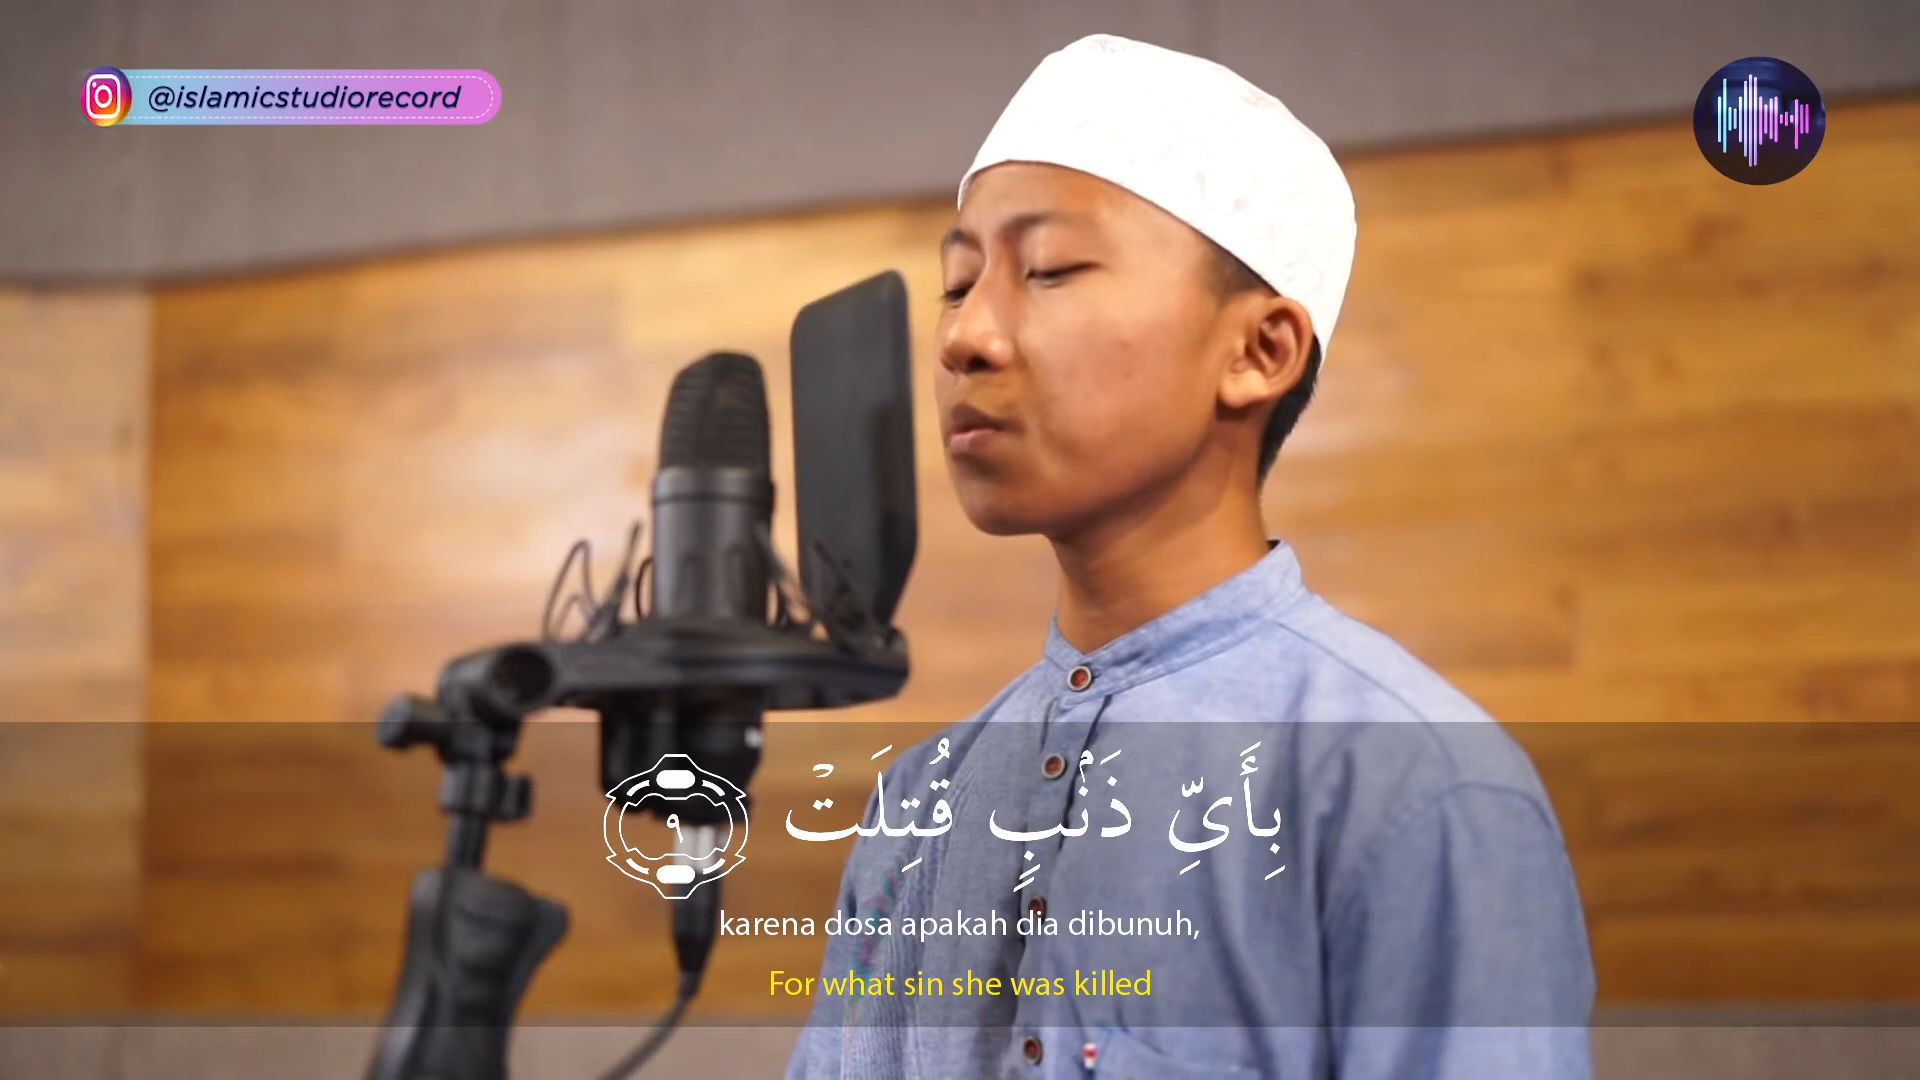 @islamicstudiorecord
بِأَىِّ ذَنۢبٍ قُتِلَتْ ٩
karena dosa apakah dia dibunuh,
For what sin she was killed